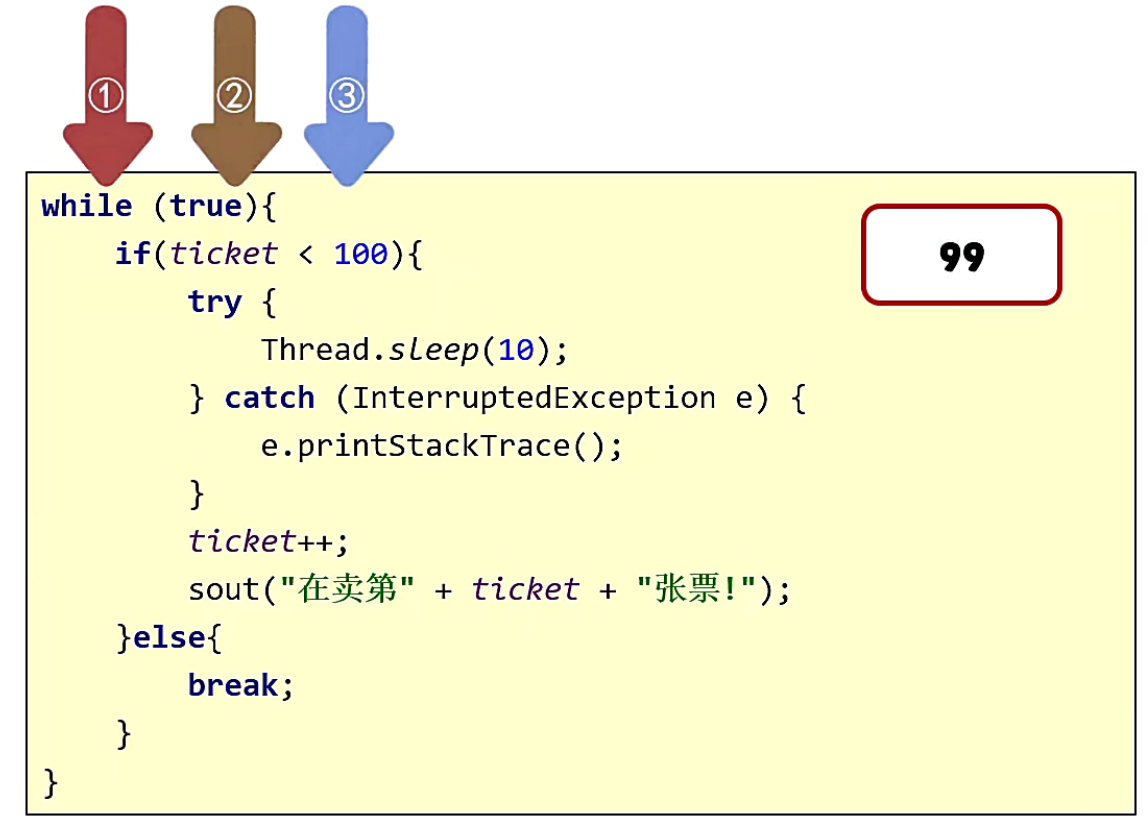 ① ② ③
while (true){
    if(ticket < 100){
99
        try {
            Thread.sleep(10);
        } catch (InterruptedException e) {
            e.printStackTrace();
        }
        ticket++;
        sout("在卖第" + ticket + "张票!");
    }else{
        break;
    }
}